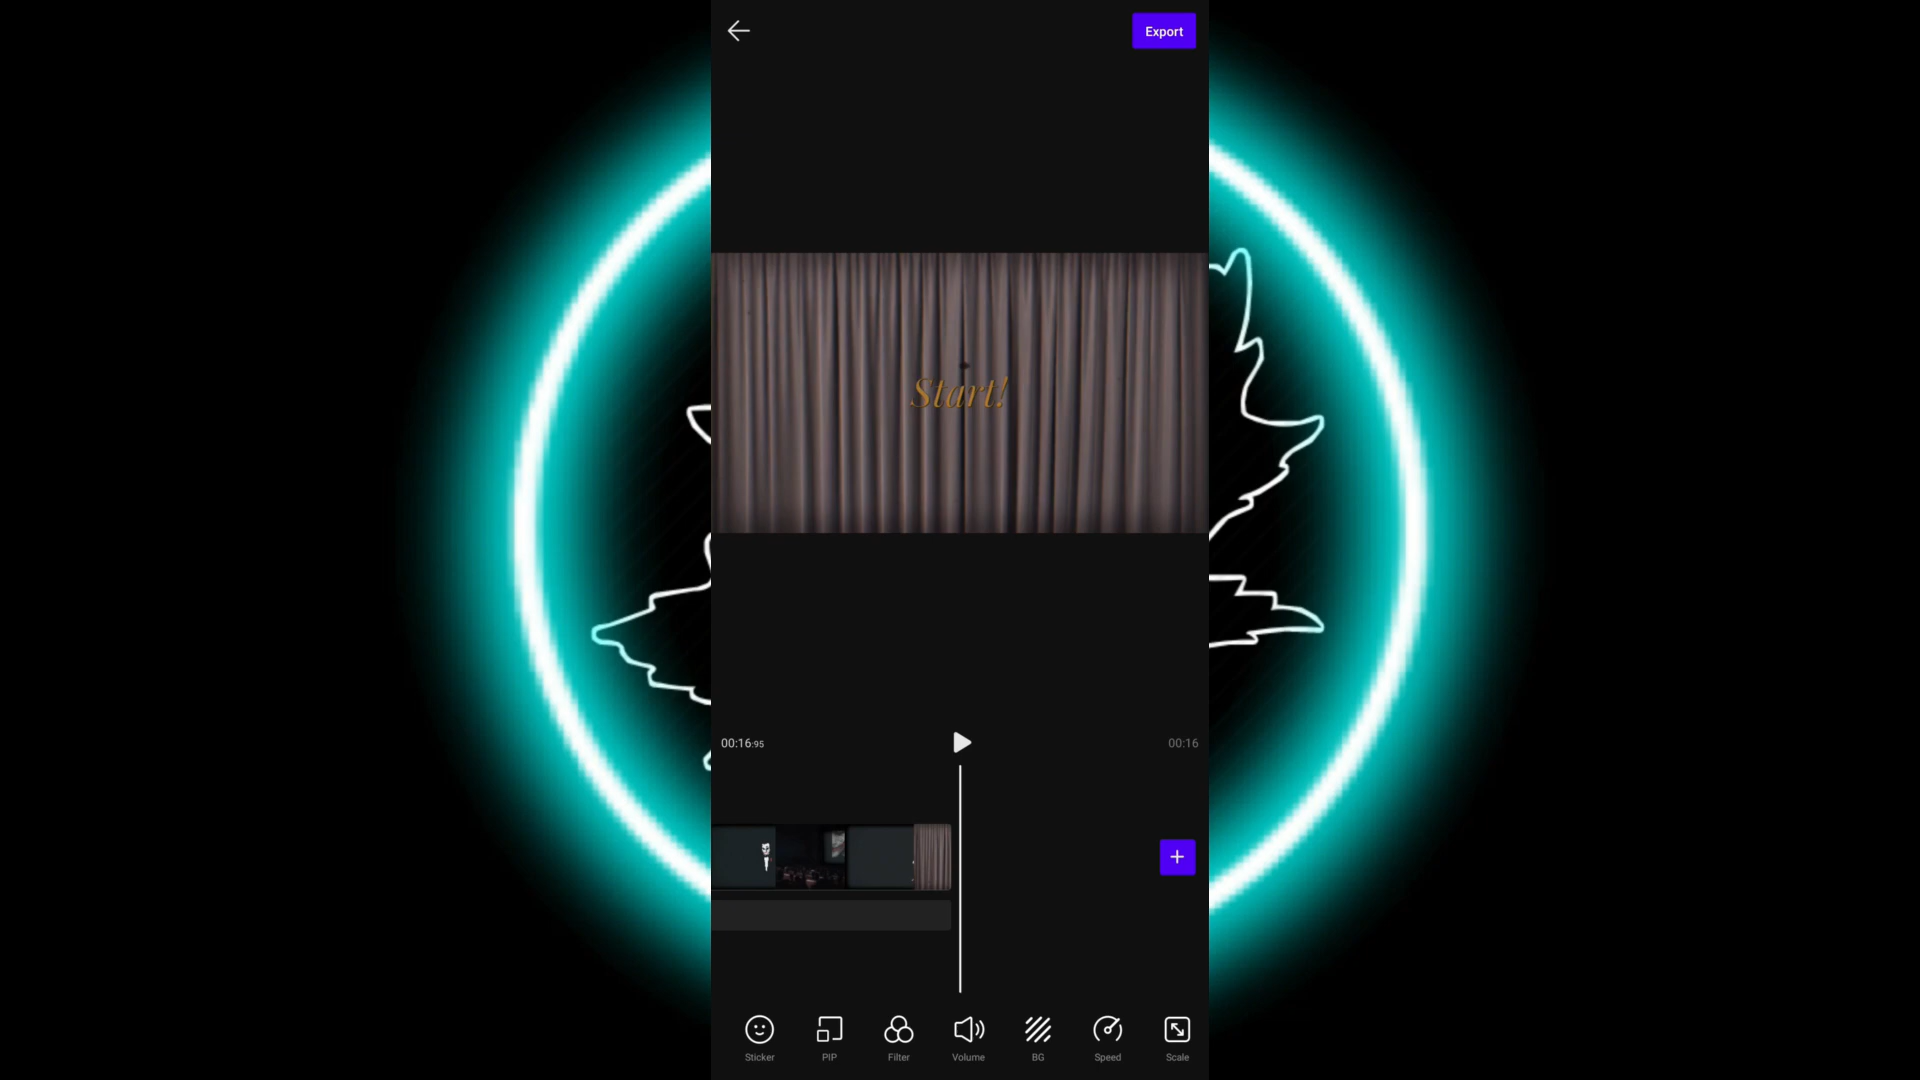 Export
Start!
00:16:95
00:16
Sticker
PIP
Filter
Volume
BG
Speed
Scale